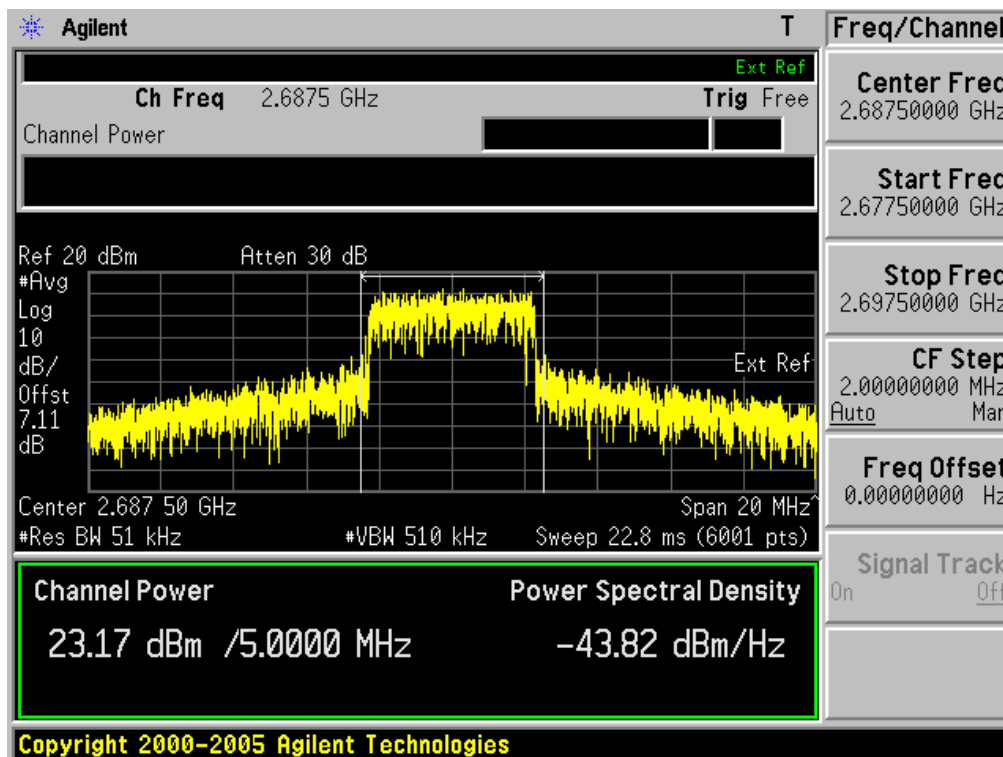 Agilent T Freq/Channel
Ext Ref
Ch Freq 2.6875 GHz Trig Free
Channel Power
Center Freq
2.68750000 GHz
Start Freq
2.67750000 GHz
Stop Freq
2.69750000 GHz
CF Step
2.00000000 MHz
Auto Man
Freq Offset
0.00000000 Hz
Signal Track
On Off
Ref 20 dBm Atten 30 dB
#Avg
Log
10
dB/
Offst
7.11
dB
Ext Ref
Center 2.687 50 GHz Span 20 MHz^
#Res BW 51 kHz #VBW 510 kHz Sweep 22.8 ms (6001 pts)
Channel Power Power Spectral Density
23.17 dBm /5.0000 MHz -43.82 dBm/Hz
Copyright 2000-2005 Agilent Technologies